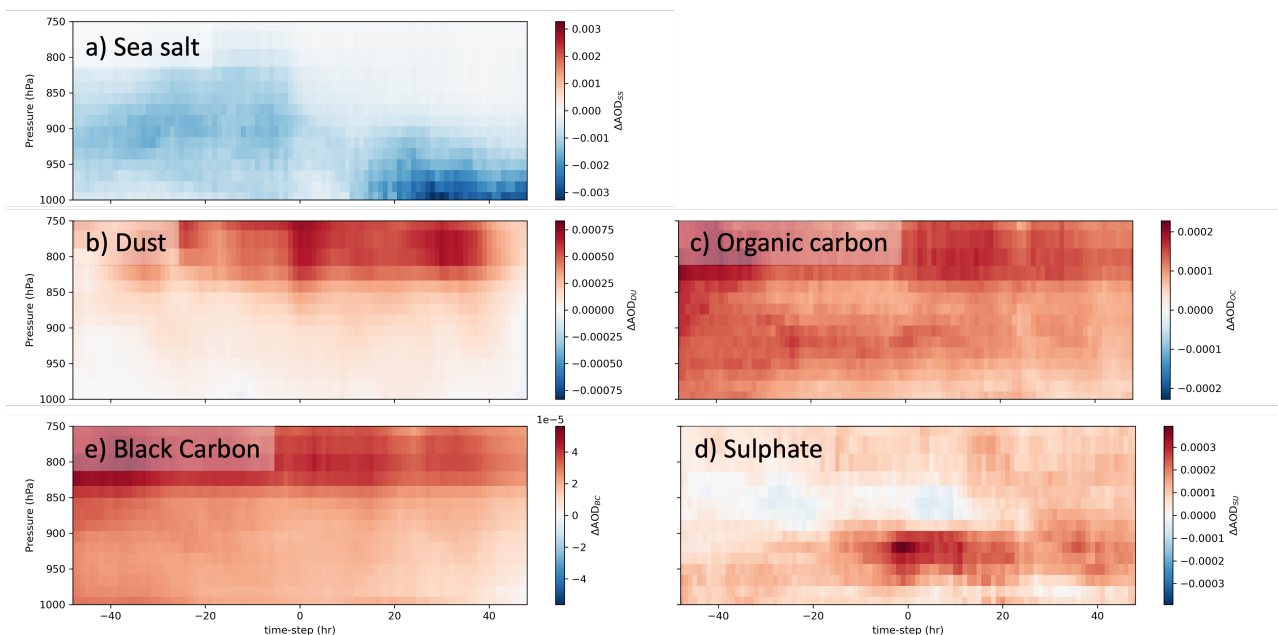 a) Sea salt
750
800
850
900
950
1000
Pressure (hPa)
0.003
0.002
0.001
0.000
−0.001
−0.002
−0.003
ΔAOD_SS
b) Dust
750
800
850
900
950
1000
Pressure (hPa)
0.00075
0.00050
0.00025
0.00000
−0.00025
−0.00050
−0.00075
ΔAOD_DU
c) Organic carbon
0.0002
0.0001
0.0000
−0.0001
−0.0002
ΔAOD_OC
e) Black Carbon
750
800
850
900
950
1000
Pressure (hPa)
−40 −20 0 20 40
time-step (hr)
1e−5
4
2
0
−2
−4
ΔAOD_BC
d) Sulphate
−40 −20 0 20 40
time-step (hr)
0.0003
0.0002
0.0001
0.0000
−0.0001
−0.0002
−0.0003
ΔAOD_SU